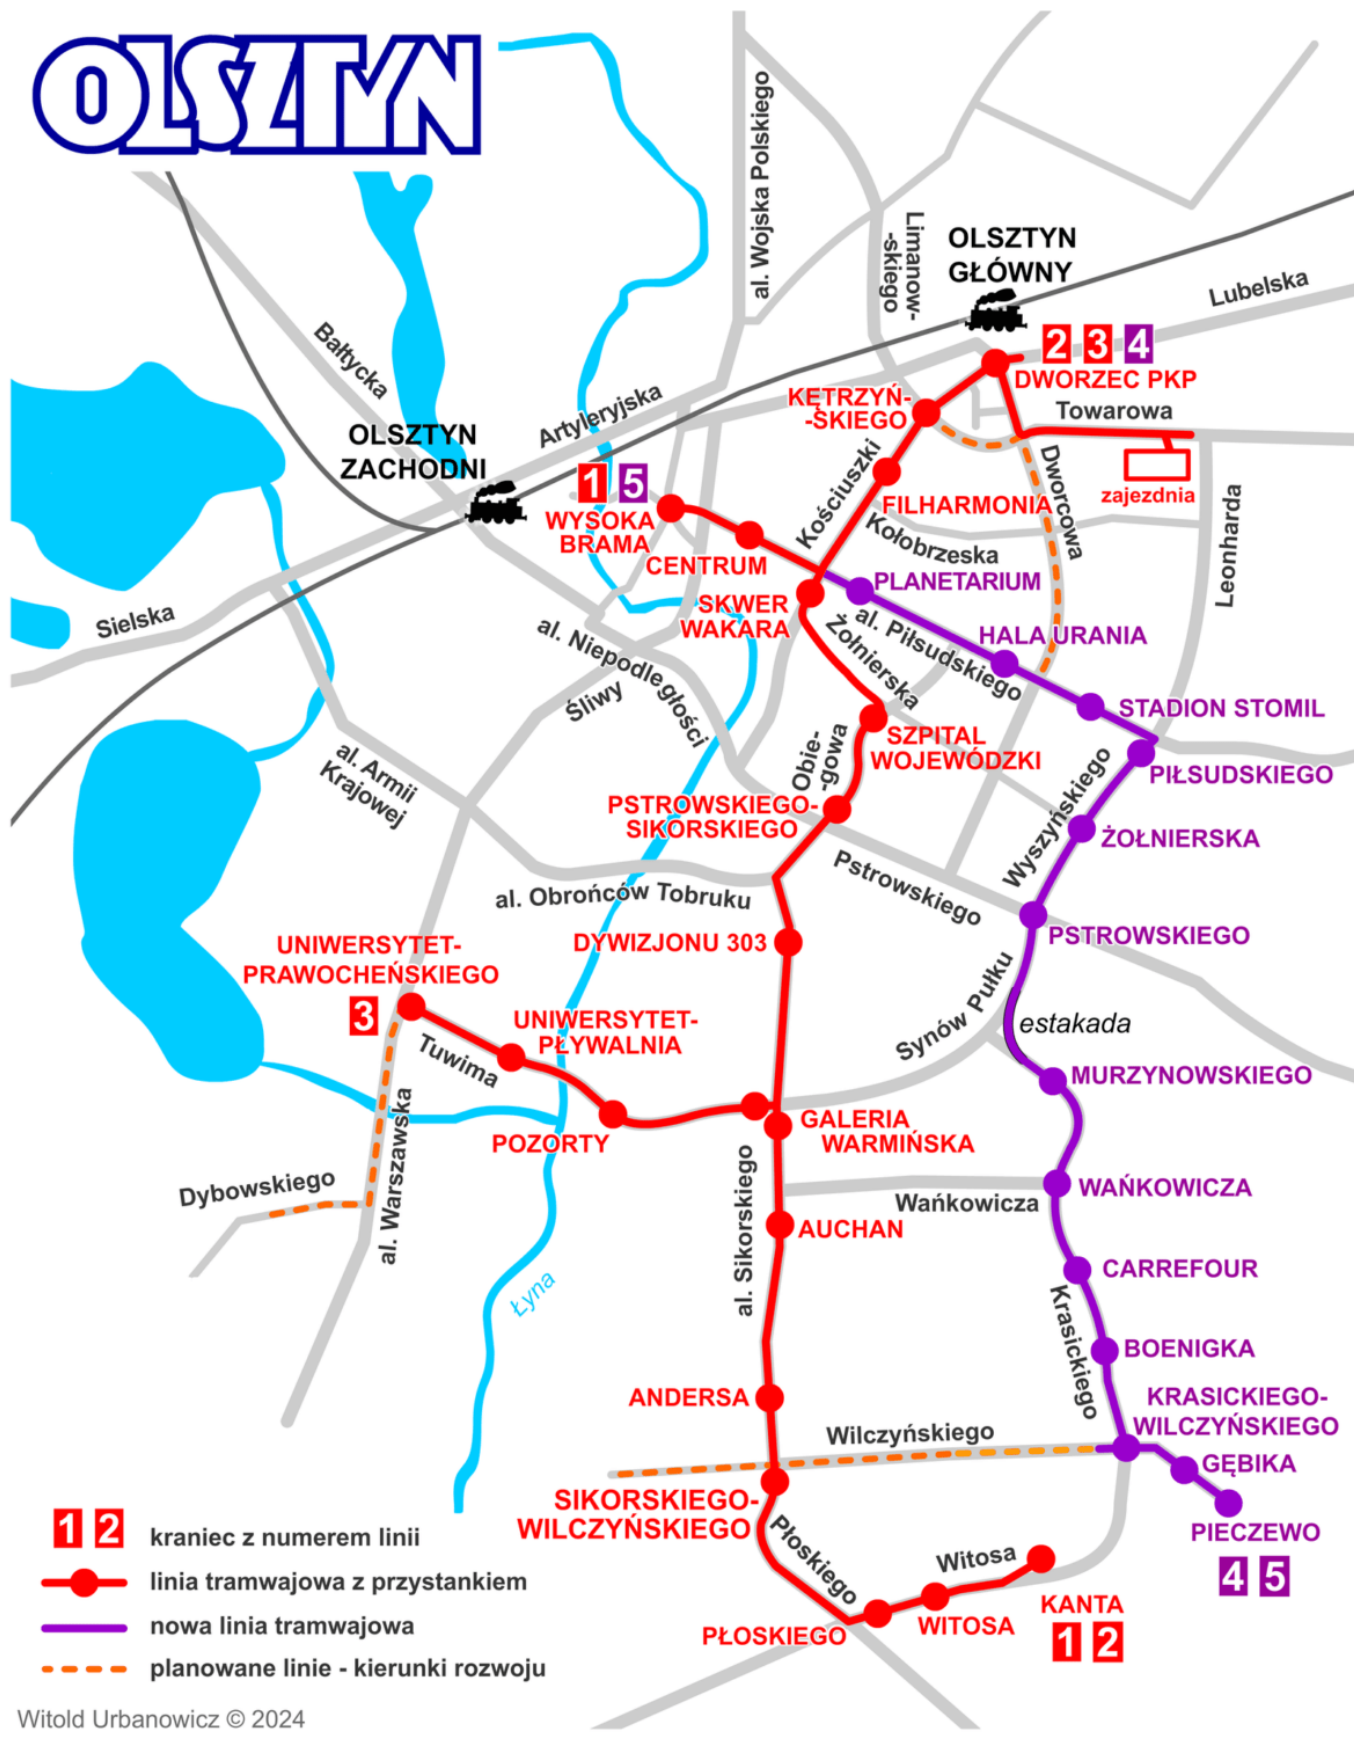 OLSZTYN
al. Wojska Polskiego
Limanow-
-skiego
OLSZTYN
GŁÓWNY
Lubelska
2 3 4
DWORZEC PKP
Bałtycka
Artyleryjska
KĘTRZYŃ-
-SKIEGO
Towarowa
OLSZTYN
ZACHODNI
1 5
WYSOKA
BRAMA
CENTRUM
Kościuszki
FILHARMONIA
Dworcowa
zajezdnia
Leonharda
Kołobrzeska
PLANETARIUM
SKWER
WAKARA
Sielska
al. Niepodległości
Śliwy
Żołnierska
al. Piłsudskiego
HALA URANIA
STADION STOMIL
PIŁSUDSKIEGO
SZPITAL
WOJEWÓDZKI
Obie-
-gowa
al. Armii
Krajowej
PSTROWSKIEGO-
SIKORSKIEGO
Wyszyńskiego
ŻOŁNIERSKA
Pstrowskiego
al. Obrońców Tobruku
PSTROWSKIEGO
DYWIZJONU 303
UNIWERSYTET-
PRAWOCHEŃSKIEGO
3
Tuwima
UNIWERSYTET-
PŁYWALNIA
Synów Pułku
estakada
MURZYNOWSKIEGO
POZORTY
GALERIA
WARMIŃSKA
al. Warszawska
Dybowskiego
al. Sikorskiego
Wańkowicza
WAŃKOWICZA
AUCHAN
CARREFOUR
Łyna
Krasickiego
BOENIGKA
ANDERSA
KRASICKIEGO-
WILCZYŃSKIEGO
Wilczyńskiego
GĘBIKA
SIKORSKIEGO-
WILCZYŃSKIEGO
PIECZEWO
4 5
Płoskiego
Witosa
KANTA
1 2
WITOSA
PŁOSKIEGO
1 2 kraniec z numerem linii
linia tramwajowa z przystankiem
nowa linia tramwajowa
planowane linie - kierunki rozwoju
Witold Urbanowicz © 2024